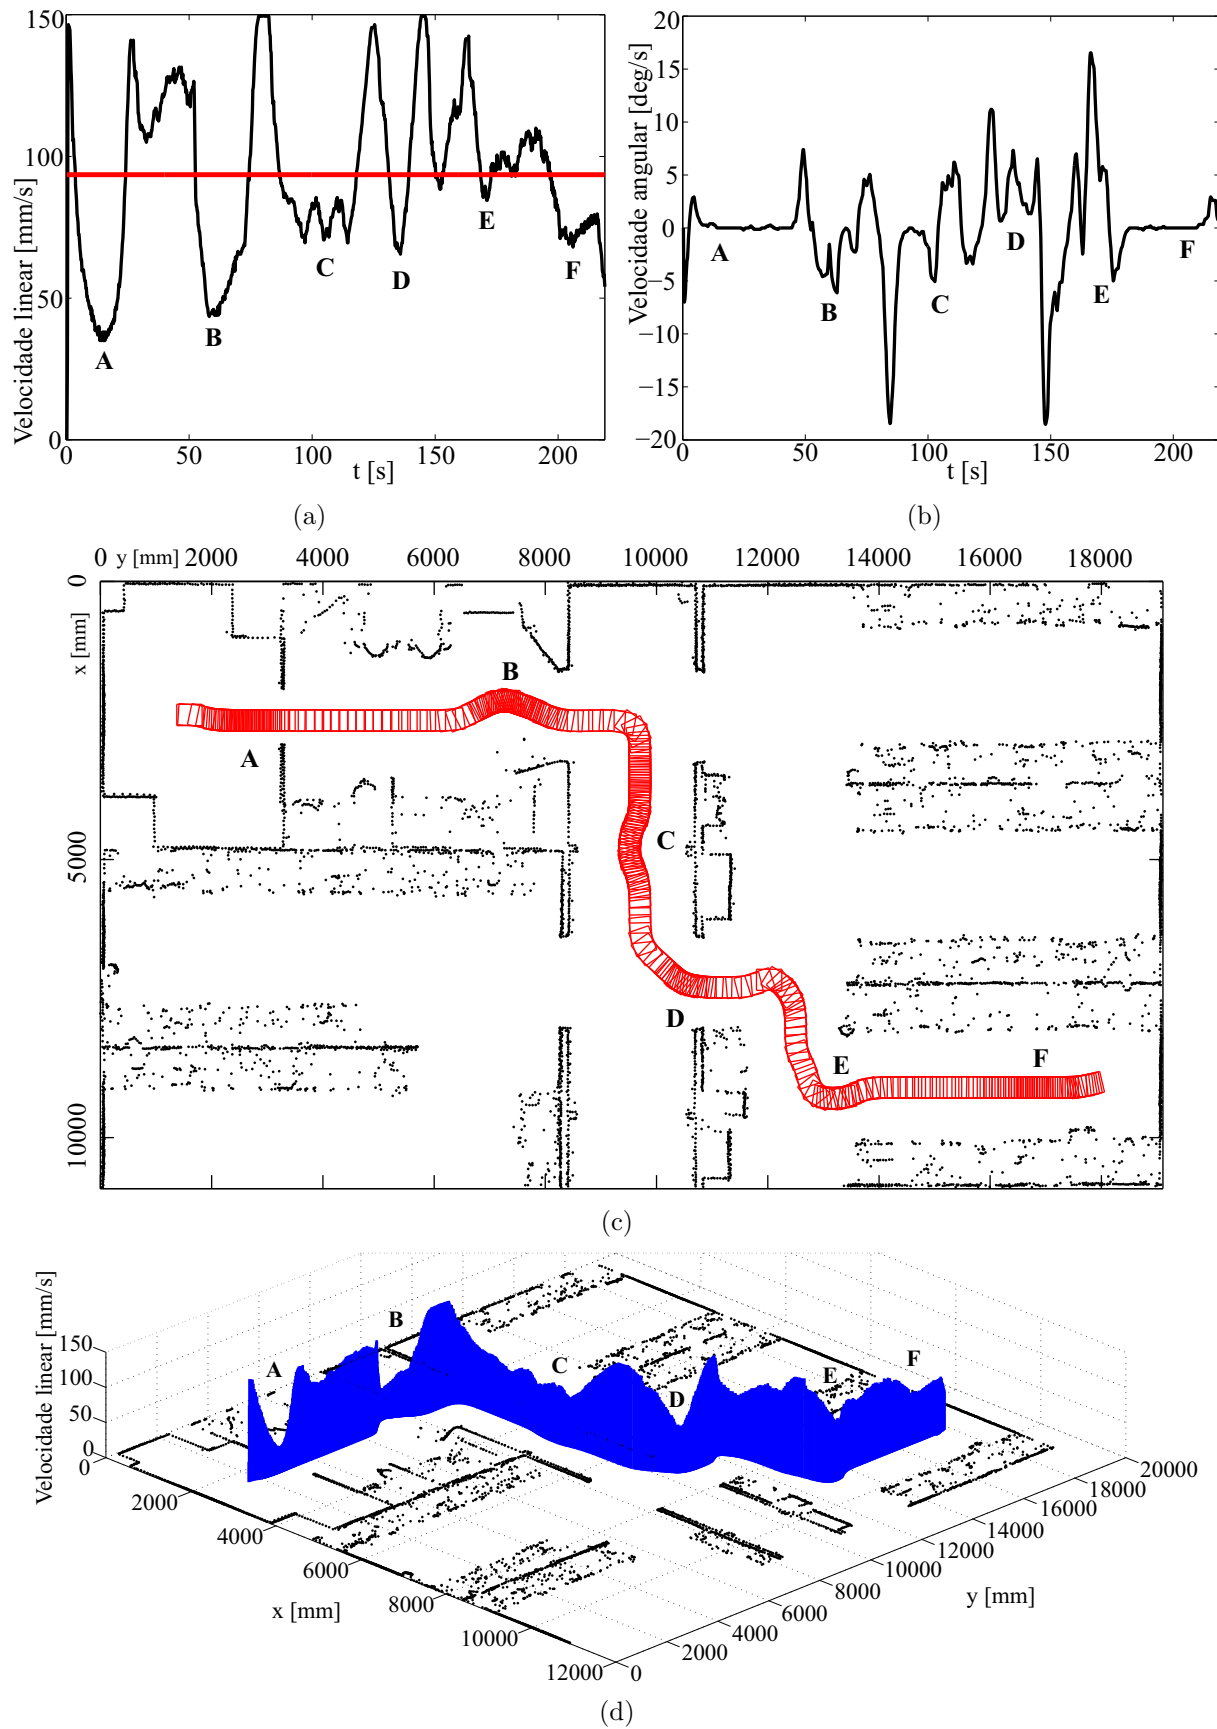 Velocidade linear [mm/s]
150
100
50
0
A
B
C
D
E
F
0
50
100
150
200
t [s]
(a)
Velocidade angular [deg/s]
20
15
10
5
0
−5
−10
−15
−20
A
B
C
D
E
F
0
50
100
150
200
t [s]
(b)
0 y [mm] 2000 4000 6000 8000 10000 12000 14000 16000 18000
x [mm]
0
5000
10000
A
B
C
D
E
F
(c)
Velocidade linear [mm/s]
150
100
50
0
A
B
C
D
E
F
0
2000
4000
6000
8000
10000
12000
x [mm]
0
2000
4000
6000
8000
10000
12000
14000
16000
18000
20000
y [mm]
(d)